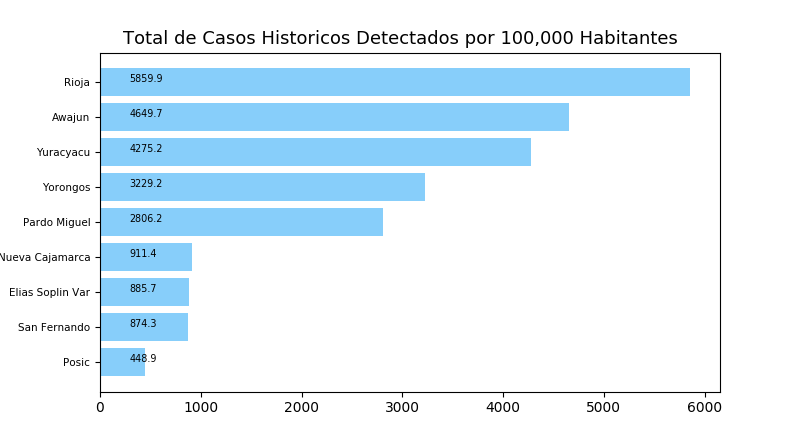 Total de Casos Historicos Detectados por 100,000 Habitantes
Rioja 5859.9
Awajun 4649.7
Yuracyacu 4275.2
Yorongos 3229.2
Pardo Miguel 2806.2
Nueva Cajamarca 911.4
Elias Soplin Var 885.7
San Fernando 874.3
Posic 448.9
0 1000 2000 3000 4000 5000 6000